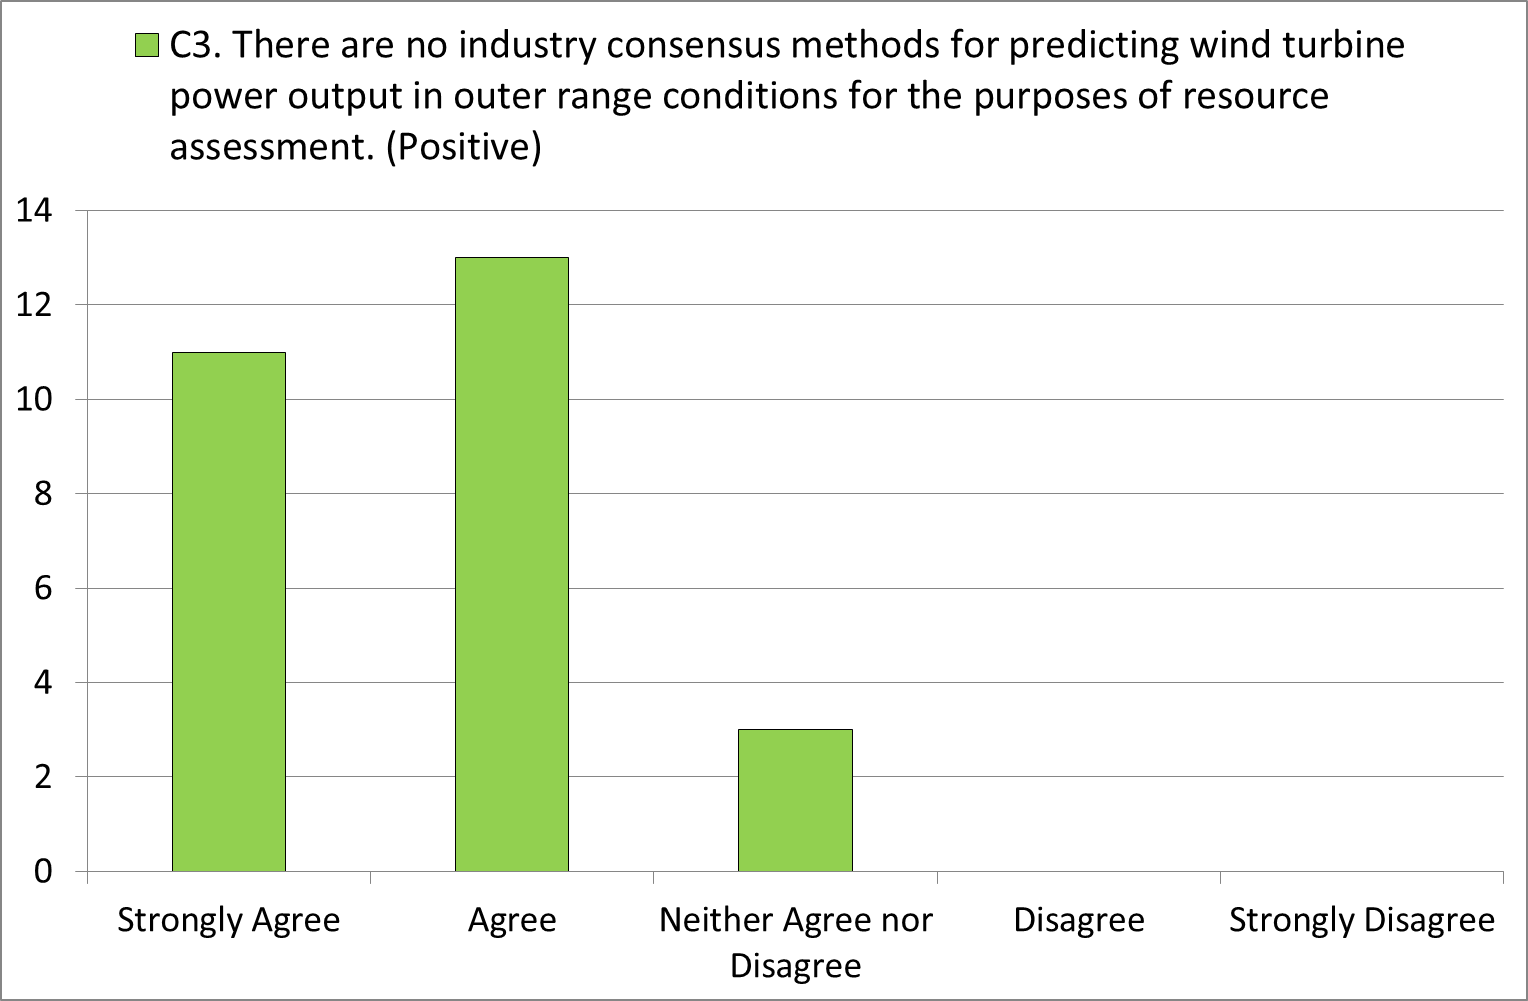 C3. There are no industry consensus methods for predicting wind turbine
power output in outer range conditions for the purposes of resource
assessment. (Positive)
14
12
10
8
6
4
2
0
Strongly Agree
Agree
Neither Agree nor
Disagree
Disagree
Strongly Disagree